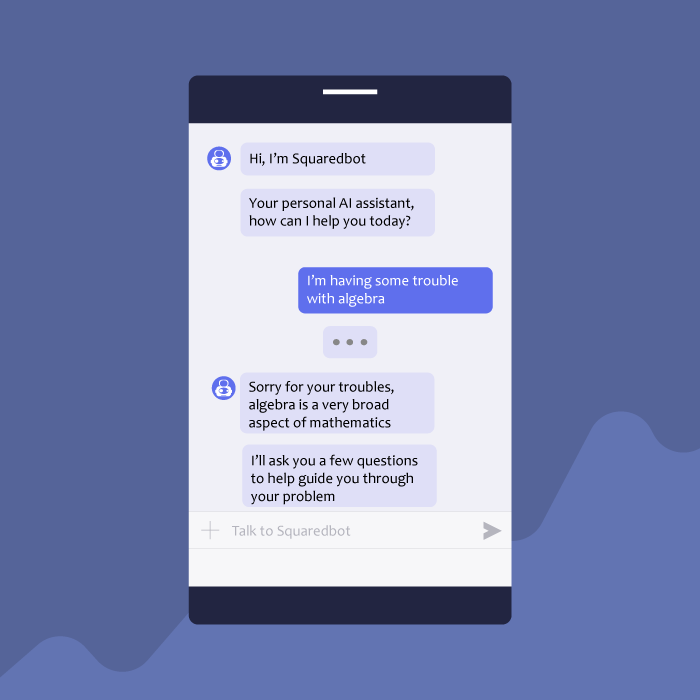 Hi, I’m Squaredbot
Your personal AI assistant,
how can I help you today?
I’m having some trouble
with algebra
Sorry for your troubles,
algebra is a very broad
aspect of mathematics
I’ll ask you a few questions
to help guide you through
your problem
Talk to Squaredbot